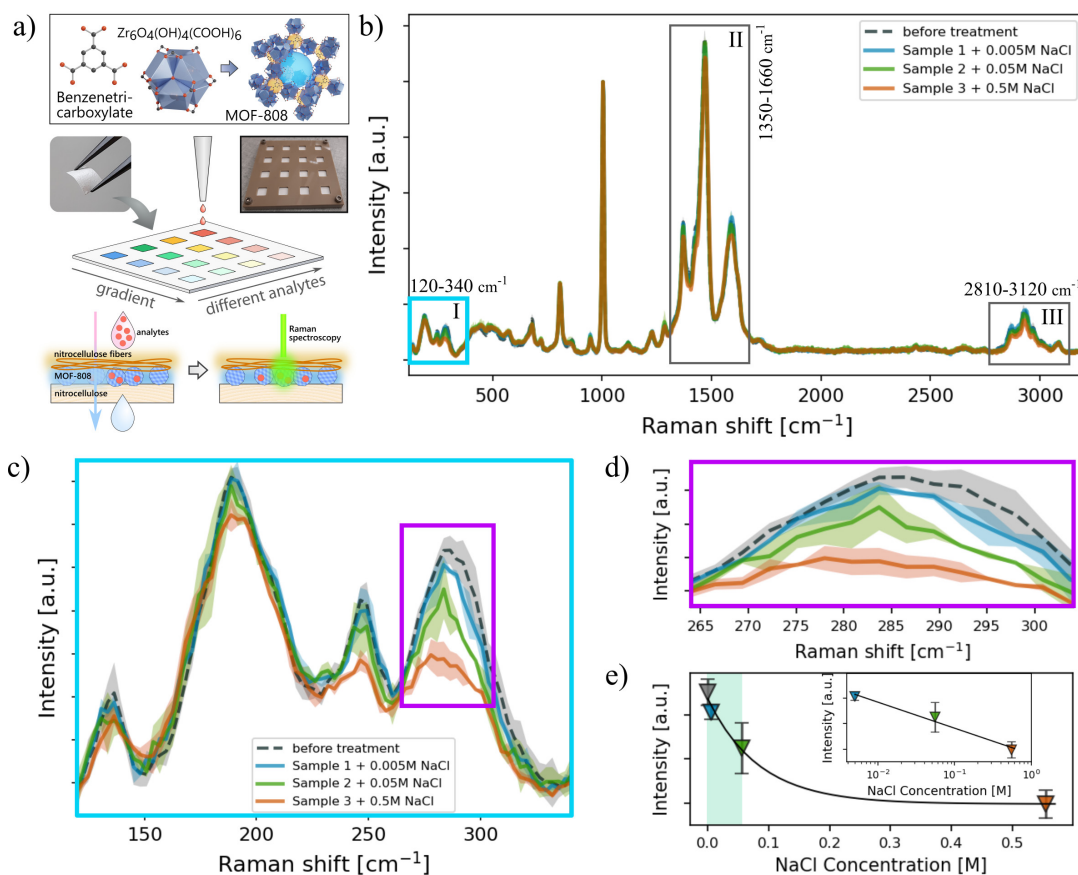 a)
Zr6O4(OH)4(COOH)6
Benzenetri-
carboxylate
MOF-808
gradient
different analytes
analytes
Raman
spectroscopy
nitrocellulose fibers
MOF-808
nitrocellulose
b)
Intensity [a.u.]
120-340 cm⁻¹
I
II
1350-1660 cm⁻¹
before treatment
Sample 1 + 0.005M NaCl
Sample 2 + 0.05M NaCl
Sample 3 + 0.5M NaCl
2810-3120 cm⁻¹
III
500 1000 1500 2000 2500 3000
Raman shift [cm⁻¹]
c)
Intensity [a.u.]
before treatment
Sample 1 + 0.005M NaCl
Sample 2 + 0.05M NaCl
Sample 3 + 0.5M NaCl
150 200 250 300
Raman shift [cm⁻¹]
d)
Intensity [a.u.]
265 270 275 280 285 290 295 300
Raman shift [cm⁻¹]
e)
Intensity [a.u.]
Intensity [a.u.]
10⁻² 10⁻¹ 10⁰
NaCl Concentration [M]
0.0 0.1 0.2 0.3 0.4 0.5
NaCl Concentration [M]